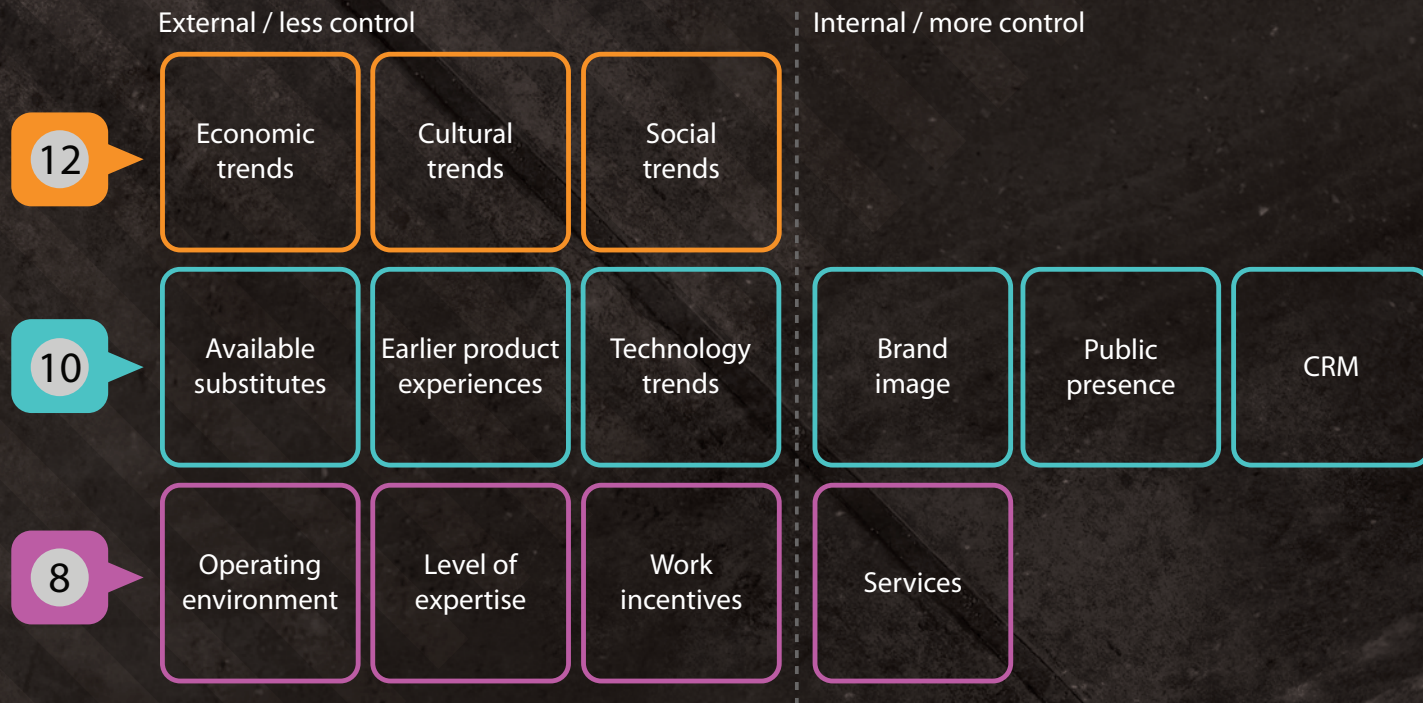 External / less control
Internal / more control
12
Economic
trends
Cultural
trends
Social
trends
10
Available
substitutes
Earlier product
experiences
Technology
trends
Brand
image
Public
presence
CRM
8
Operating
environment
Level of
expertise
Work
incentives
Services